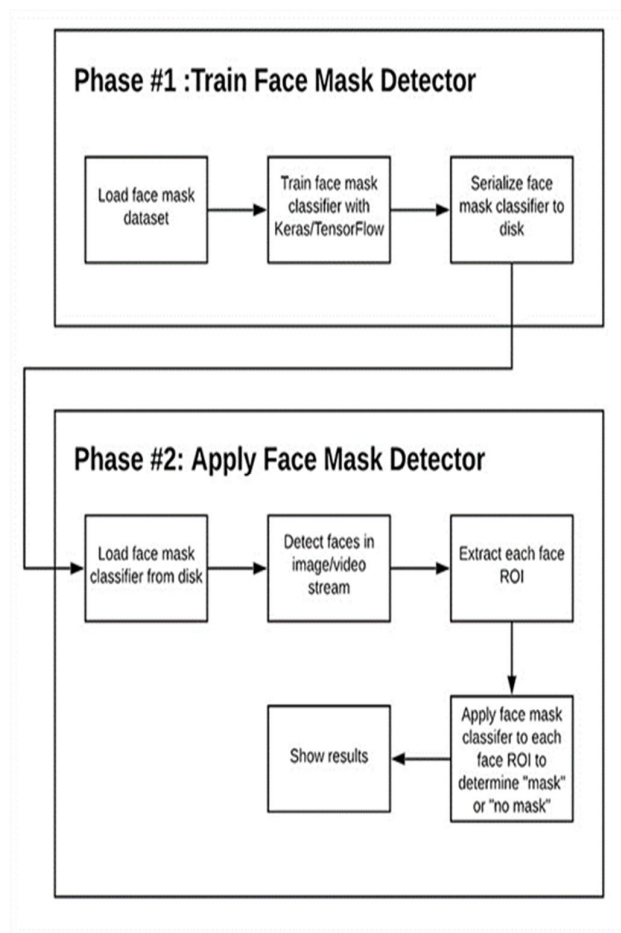 Phase #1 :Train Face Mask Detector
Load face mask
dataset
Train face mask
classifier with
Keras/TensorFlow
Serialize face
mask classifier to
disk
Phase #2: Apply Face Mask Detector
Load face mask
classifier from disk
Detect faces in
image/video
stream
Extract each face
ROI
Apply face mask
classifer to each
face ROI to
determine "mask"
or "no mask"
Show results